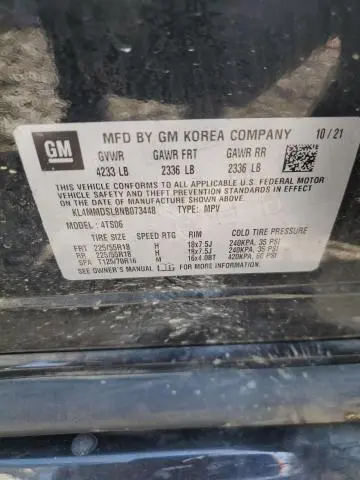 GM
MFD BY GM KOREA COMPANY 10/21
GVWR GAWR FRT GAWR RR
4233 LB 2336 LB 2336 LB
THIS VEHICLE CONFORMS TO ALL APPLICABLE U.S. FEDERAL MOTOR
VEHICLE SAFETY AND THEFT PREVENTION STANDARDS IN EFFECT ON
THE DATE OF MANUFACTURE SHOWN ABOVE.
KL4MMDSL8NB073448 TYPE: MPV
MODEL: 4TS06
TIRE SIZE SPEED RTG RIM COLD TIRE PRESSURE
FRT 225/55R18 H 18x7.5J 240KPA, 35 PSI
RR 225/55R18 H 18x7.5J 240KPA, 35 PSI
SPA T125/70R16 M 16x4.0BT 420KPA, 60 PSI
SEE OWNER'S MANUAL FOR MORE INFORMATION.